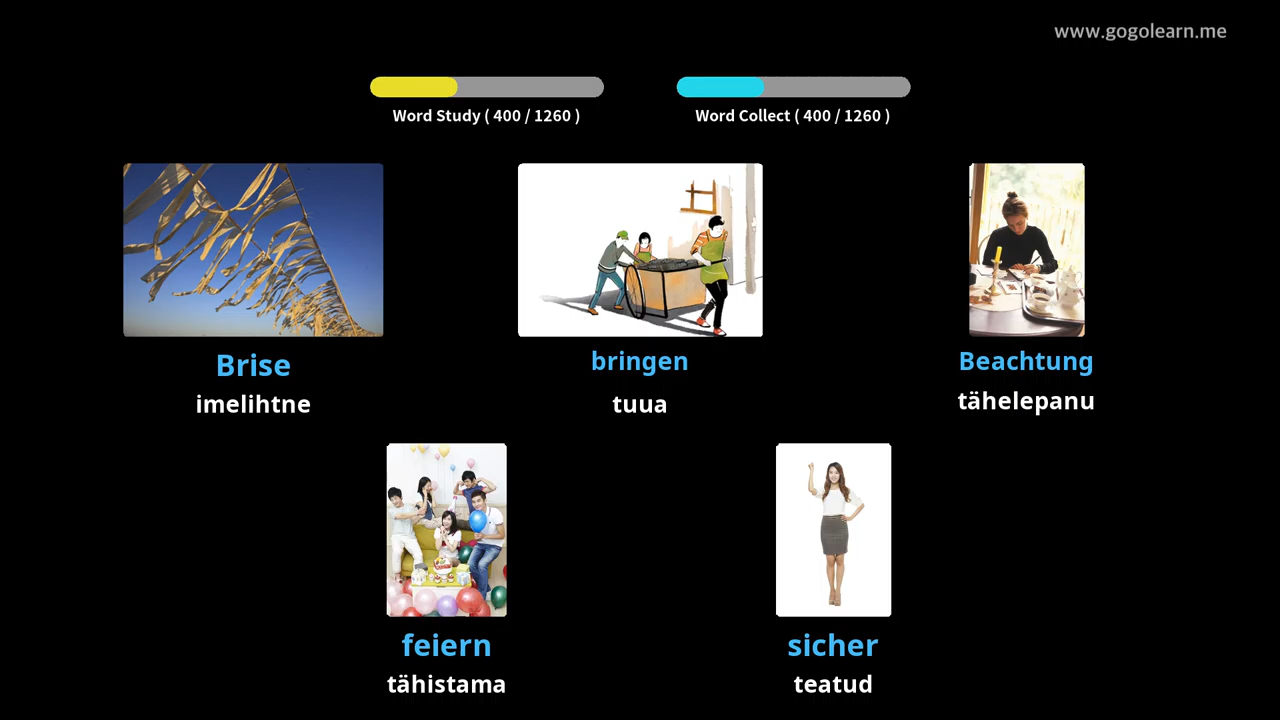 www.gogolearn.me
Word Study ( 400 / 1260 )
Word Collect ( 400 / 1260 )
Brise
imelihtne
bringen
tuua
Beachtung
tähelepanu
feiern
tähistama
sicher
teatud